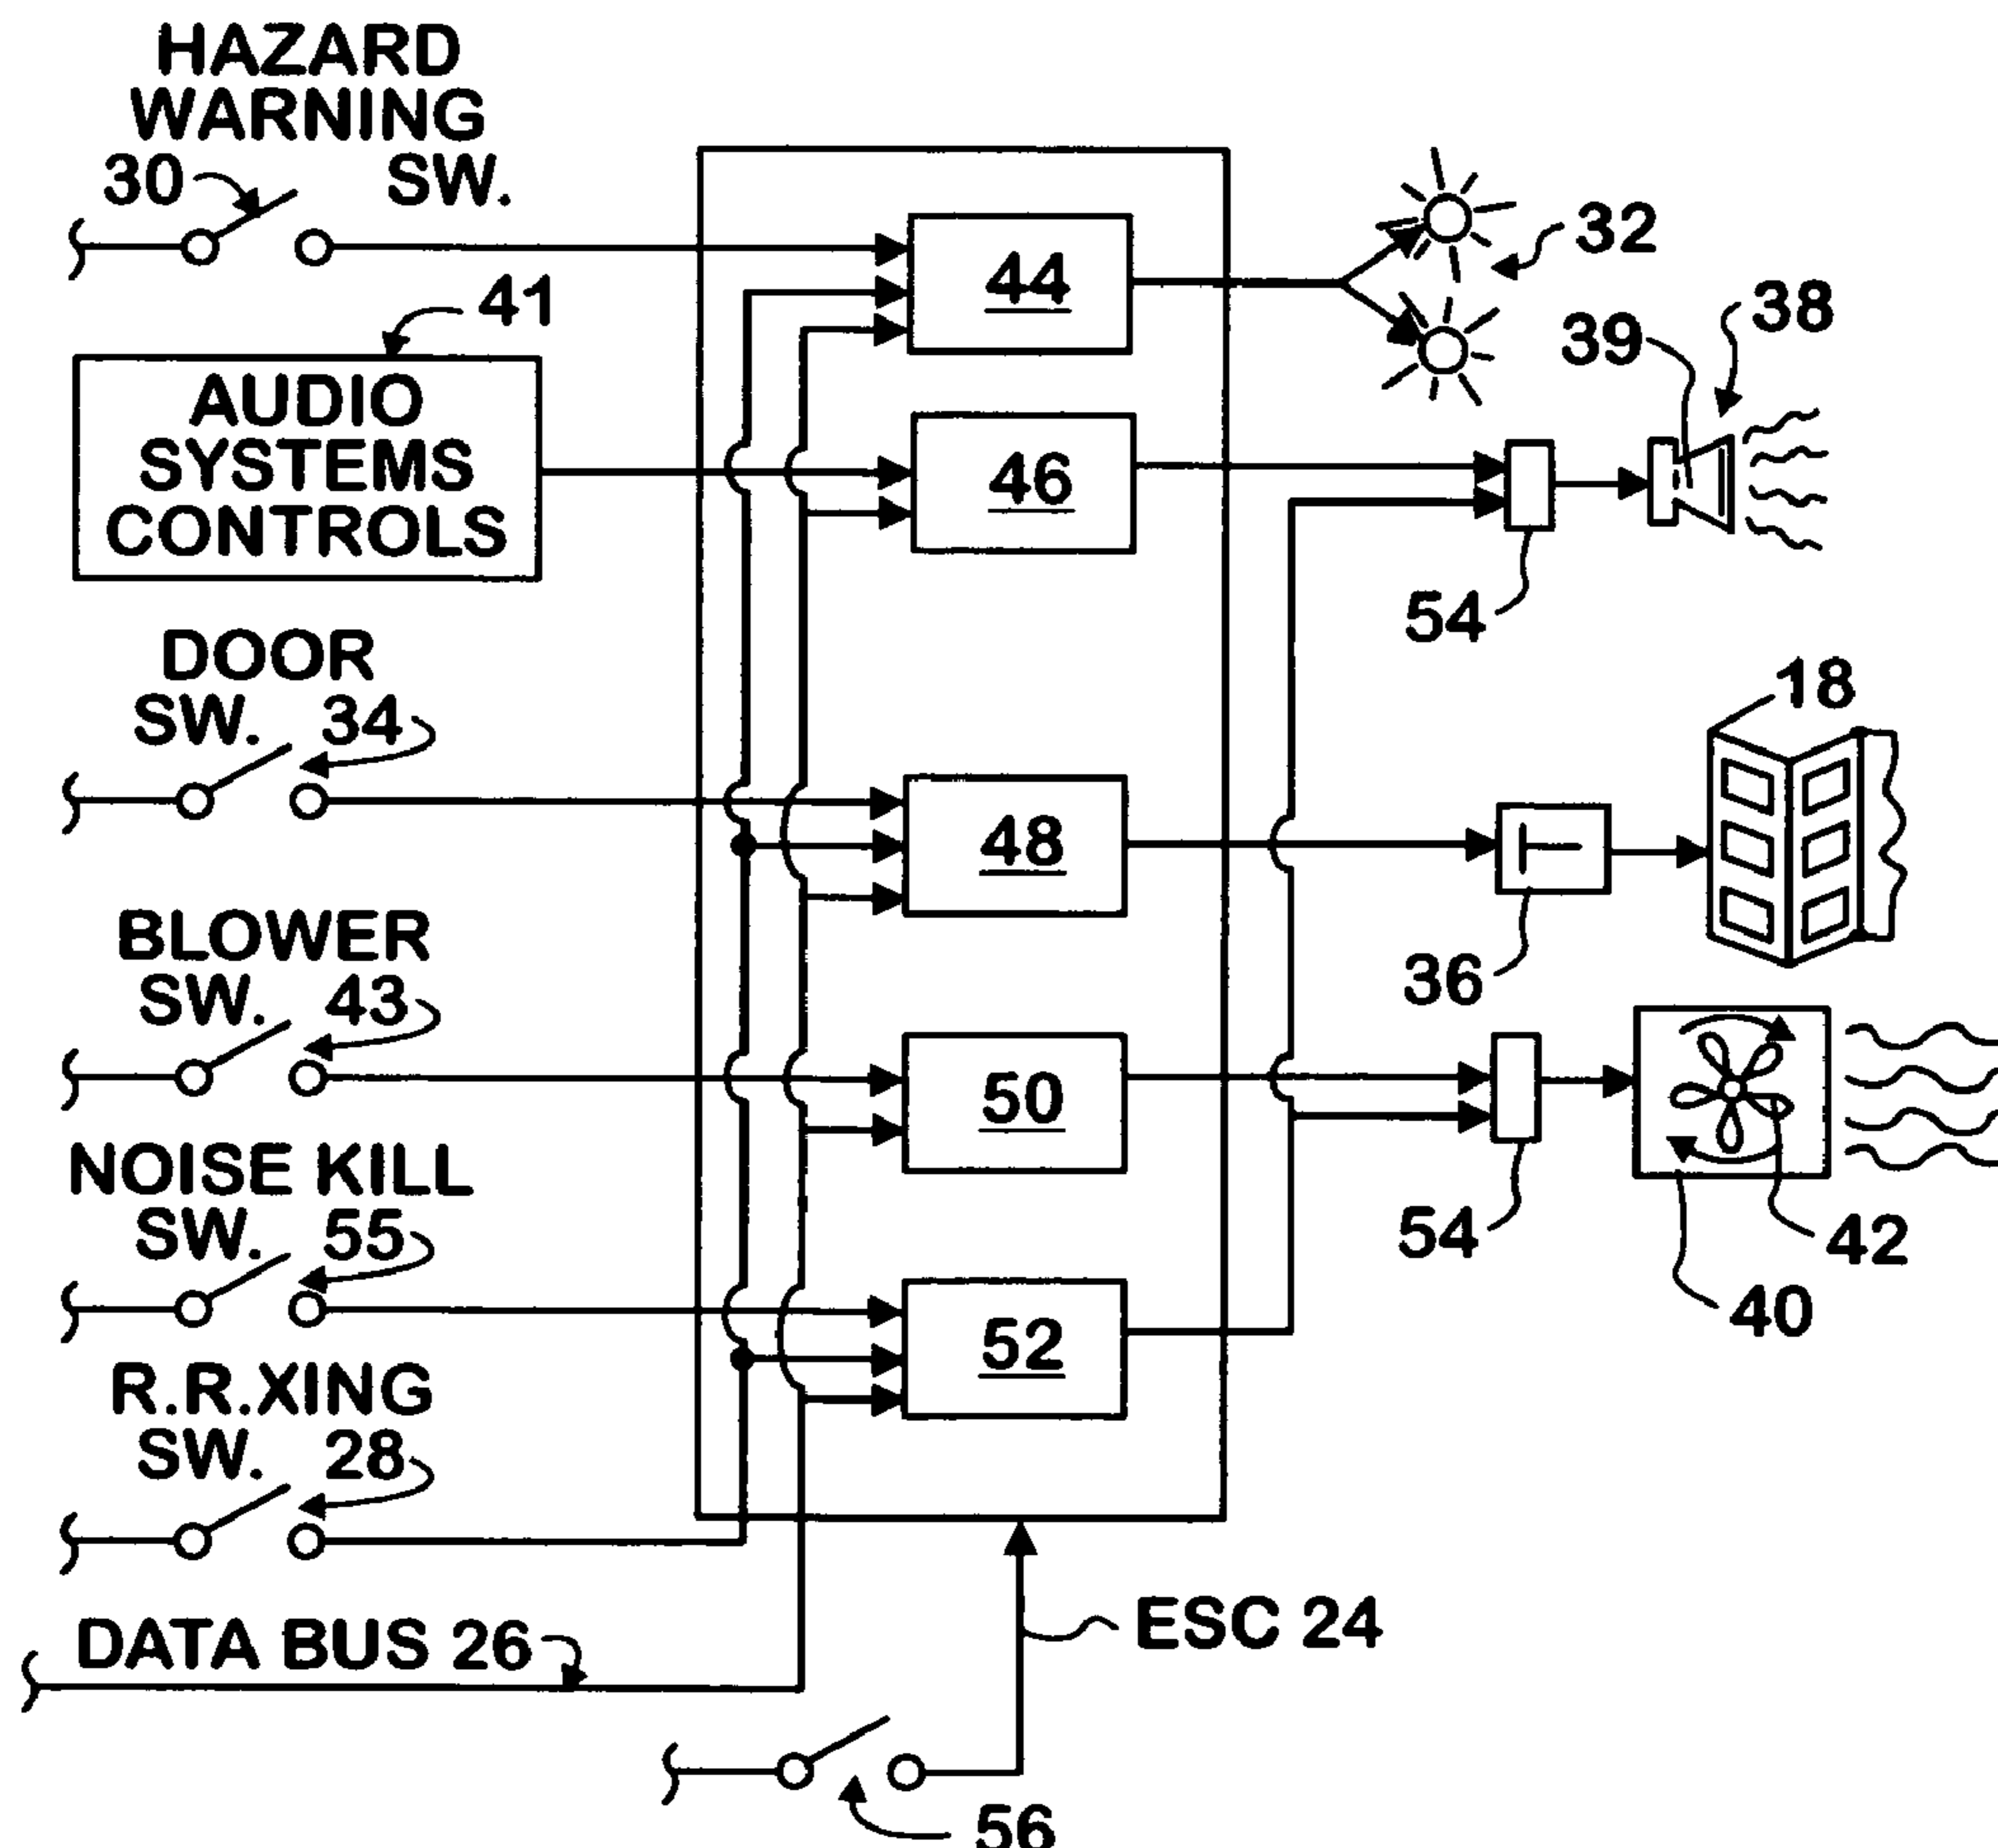 HAZARD
WARNING
30 SW.
41
AUDIO
SYSTEMS
CONTROLS
DOOR
SW. 34
BLOWER
SW. 43
NOISE KILL
SW. 55
R.R.XING
SW. 28
DATA BUS 26
44
46
48
50
52
32
38
39
54
18
36
54
42
40
ESC 24
56